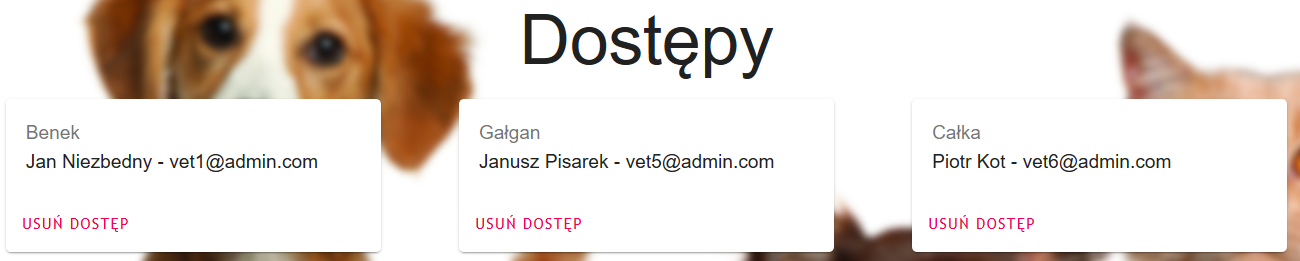 Dostępy
Benek
Jan Niezbedny - vet1@admin.com
USUŃ DOSTĘP
Gałgan
Janusz Pisarek - vet5@admin.com
USUŃ DOSTĘP
Całka
Piotr Kot - vet6@admin.com
USUŃ DOSTĘP